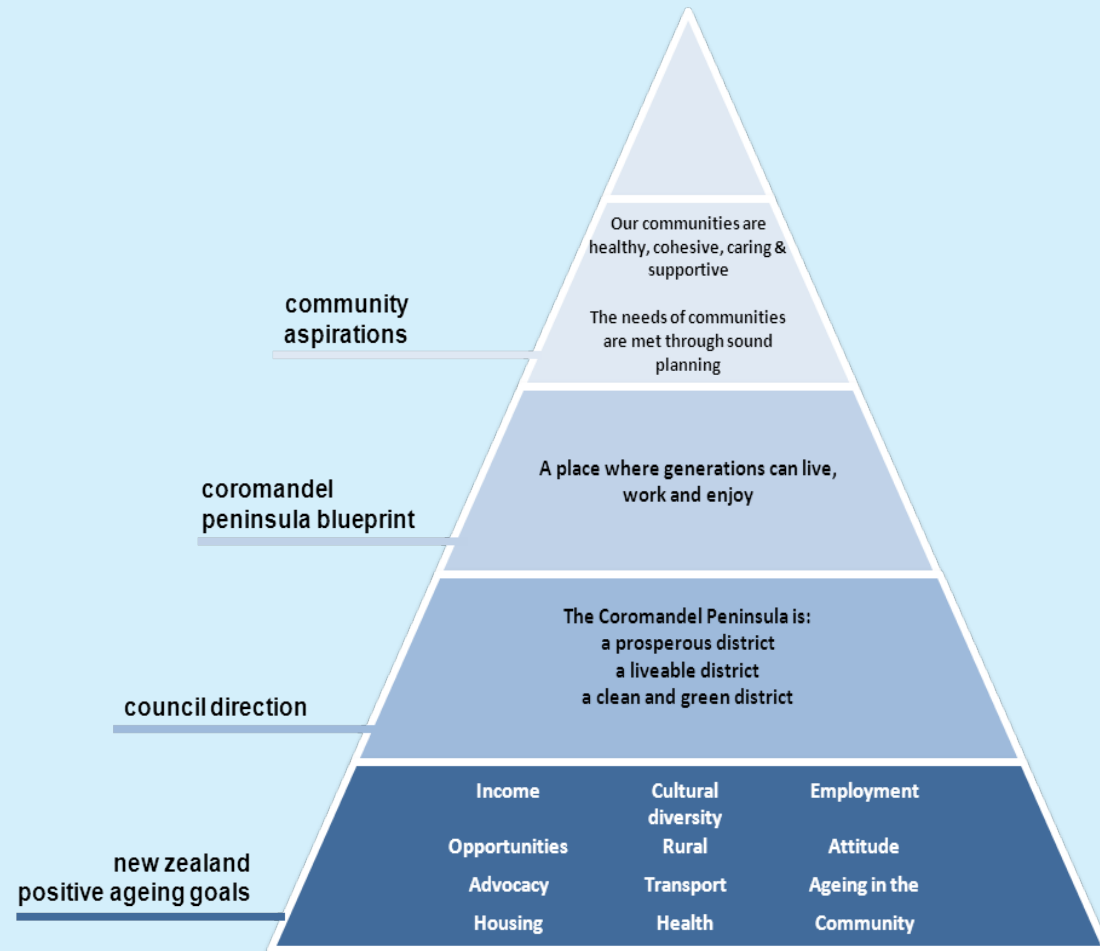 Our communities are
healthy, cohesive, caring &
supportive
The needs of communities
are met through sound
planning
community
aspirations
A place where generations can live,
work and enjoy
coromandel
peninsula blueprint
The Coromandel Peninsula is:
a prosperous district
a liveable district
a clean and green district
council direction
Income Cultural Employment
diversity
Opportunities Rural Attitude
Advocacy Transport Ageing in the
Housing Health Community
new zealand
positive ageing goals